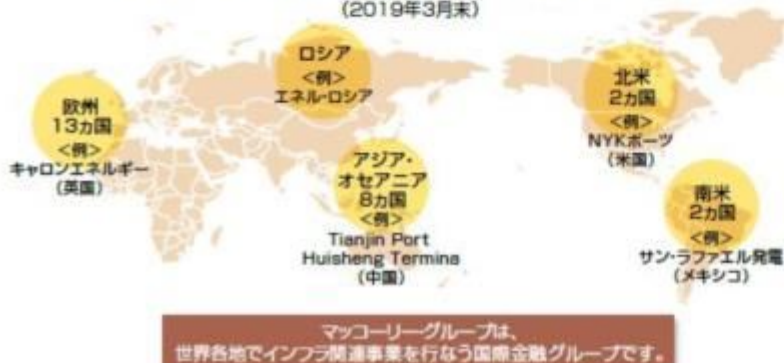 (2019年3月末)
ロシア
<例>
エネル・ロシア
欧州
13カ国
<例>
キャロンエネルギー
(英国)
アジア・
オセアニア
8カ国
<例>
Tianjin Port
Huisheng Termina
(中国)
北米
2カ国
<例>
NYKポーツ
(米国)
南米
2カ国
<例>
サン・ラファエル発電
(メキシコ)
マッコーリーグループは、
世界各地でインフラ関連事業を行なう国際金融グループです。